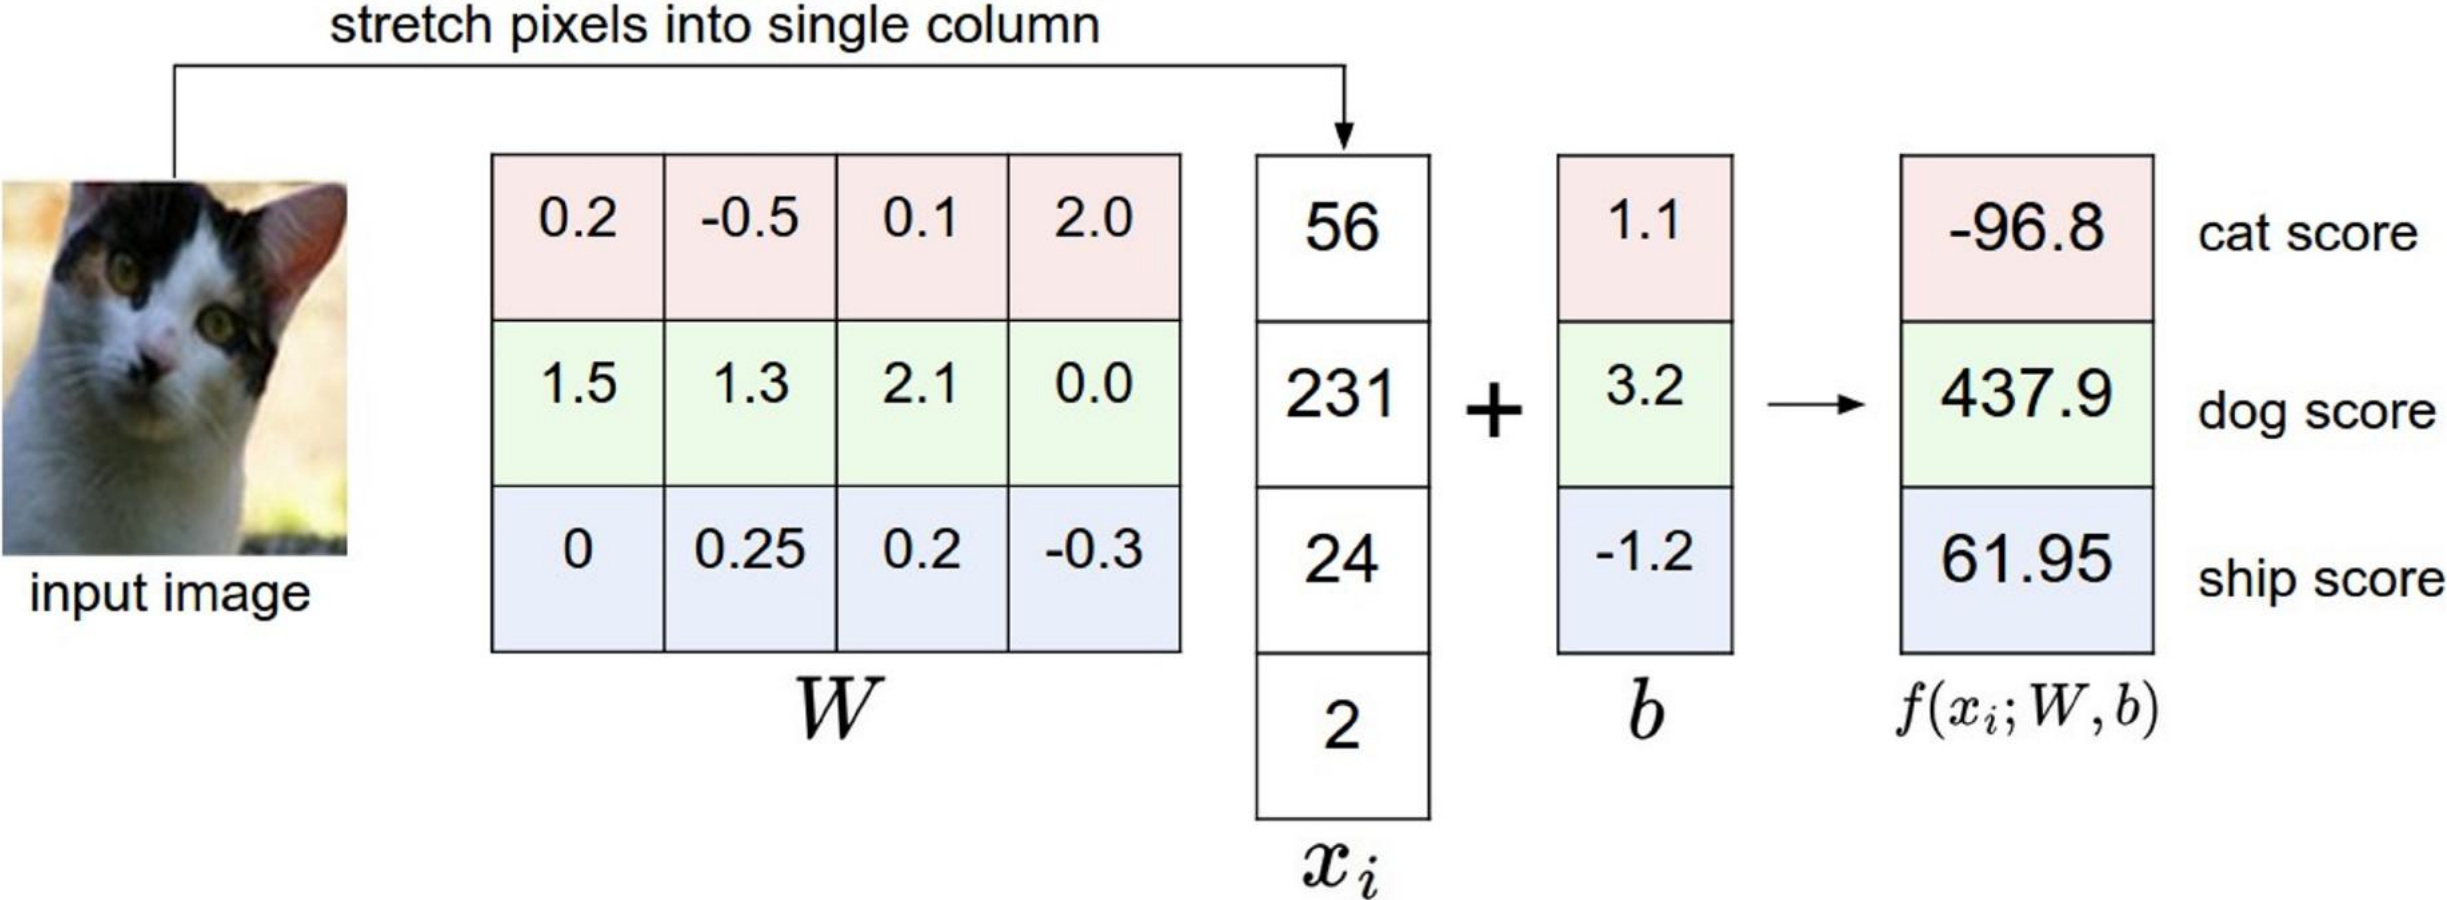 stretch pixels into single column
0.2 -0.5 0.1 2.0
1.5 1.3 2.1 0.0
0 0.25 0.2 -0.3
W
56
231
24
2
x_i
+
1.1
3.2
-1.2
b
-96.8 cat score
437.9 dog score
61.95 ship score
f(x_i; W, b)
input image